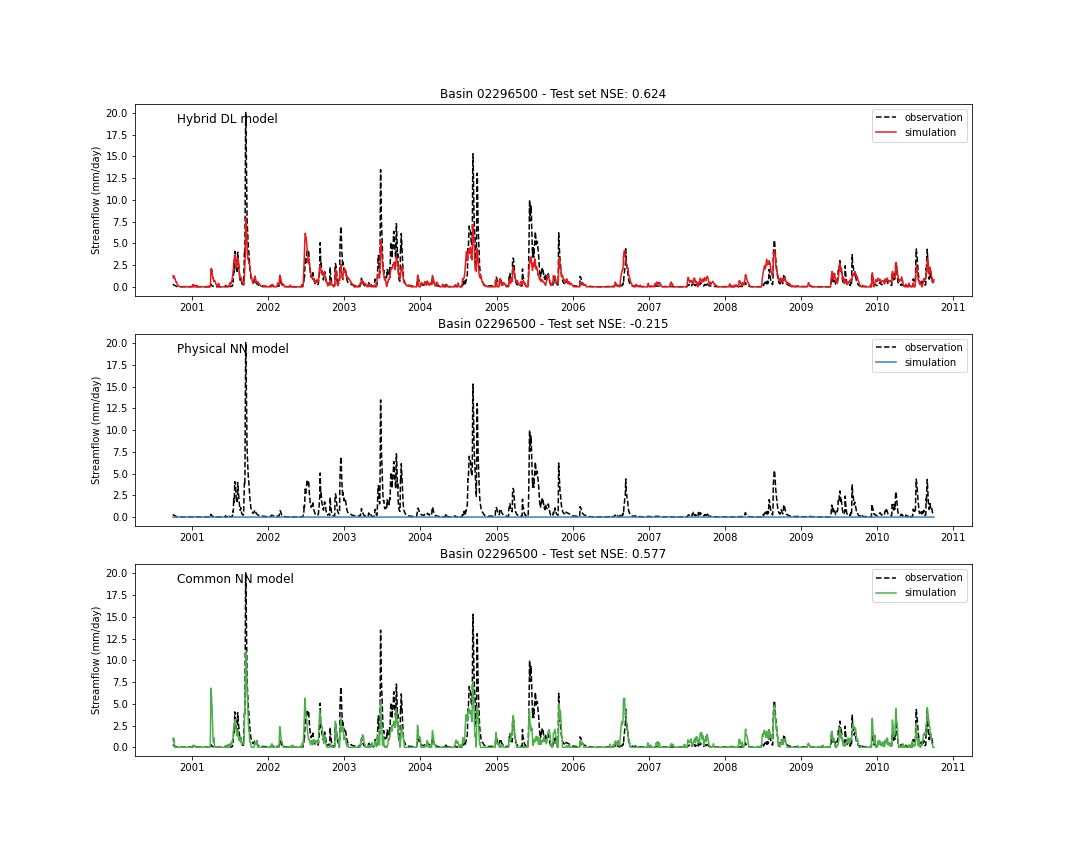 Basin 02296500 - Test set NSE: 0.624
Hybrid DL model
observation
simulation
Streamflow (mm/day)
20.0
17.5
15.0
12.5
10.0
7.5
5.0
2.5
0.0
2001 2002 2003 2004 2005 2006 2007 2008 2009 2010 2011
Basin 02296500 - Test set NSE: -0.215
Physical NN model
observation
simulation
Streamflow (mm/day)
20.0
17.5
15.0
12.5
10.0
7.5
5.0
2.5
0.0
2001 2002 2003 2004 2005 2006 2007 2008 2009 2010 2011
Basin 02296500 - Test set NSE: 0.577
Common NN model
observation
simulation
Streamflow (mm/day)
20.0
17.5
15.0
12.5
10.0
7.5
5.0
2.5
0.0
2001 2002 2003 2004 2005 2006 2007 2008 2009 2010 2011